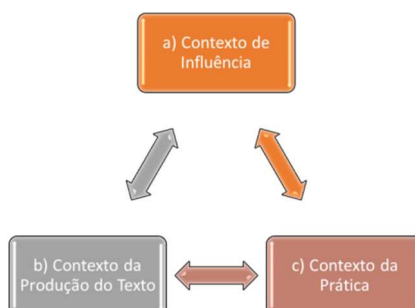 a) Contexto de
Influência
b) Contexto da
Produção do Texto
c) Contexto da
Prática